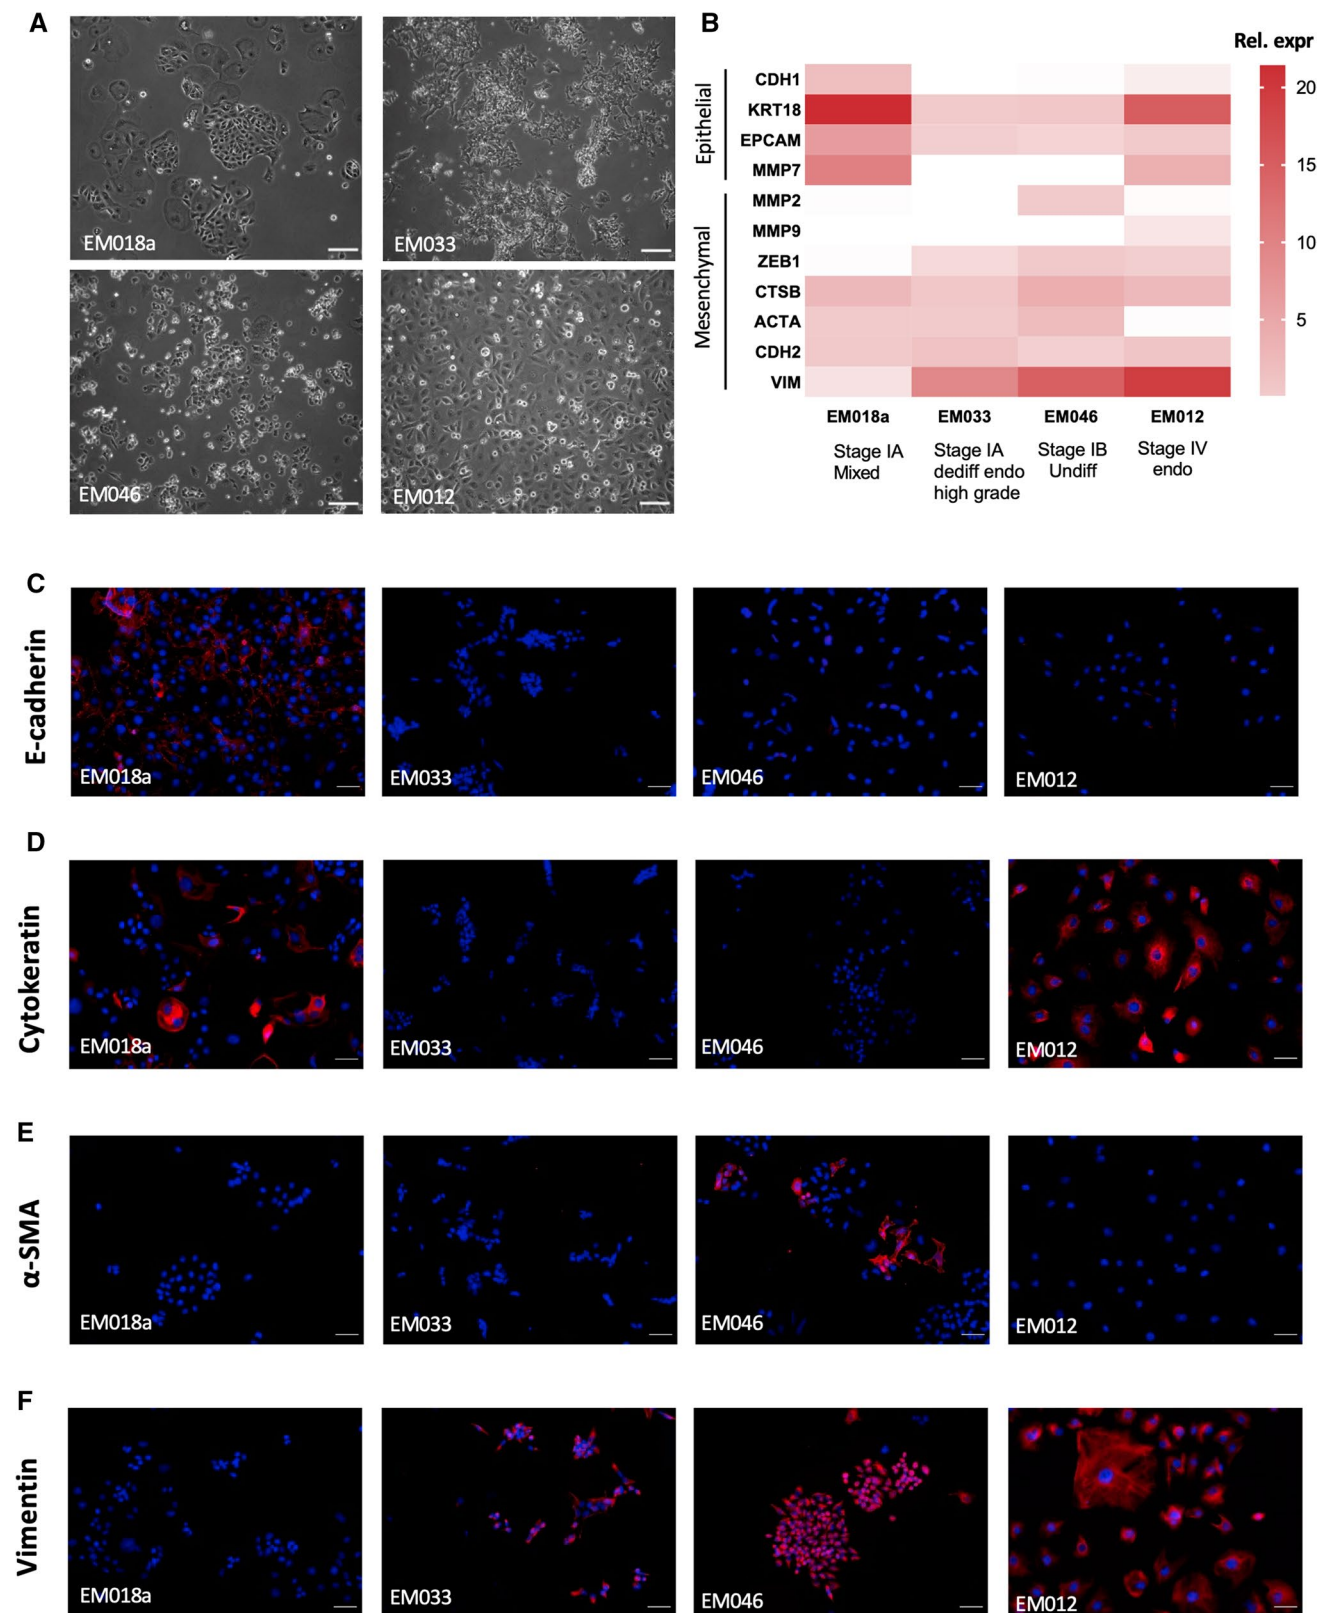 A
EM018a
EM033
EM046
EM012
B
Rel. expr
20
15
10
5
Epithelial
Mesenchymal
CDH1
KRT18
EPCAM
MMP7
MMP2
MMP9
ZEB1
CTSB
ACTA
CDH2
VIM
EM018a
EM033
EM046
EM012
Stage IA
Mixed
Stage IA
dediff endo
high grade
Stage IB
Undiff
Stage IV
endo
C
E-cadherin
EM018a
EM033
EM046
EM012
D
Cytokeratin
EM018a
EM033
EM046
EM012
E
α-SMA
EM018a
EM033
EM046
EM012
F
Vimentin
EM018a
EM033
EM046
EM012